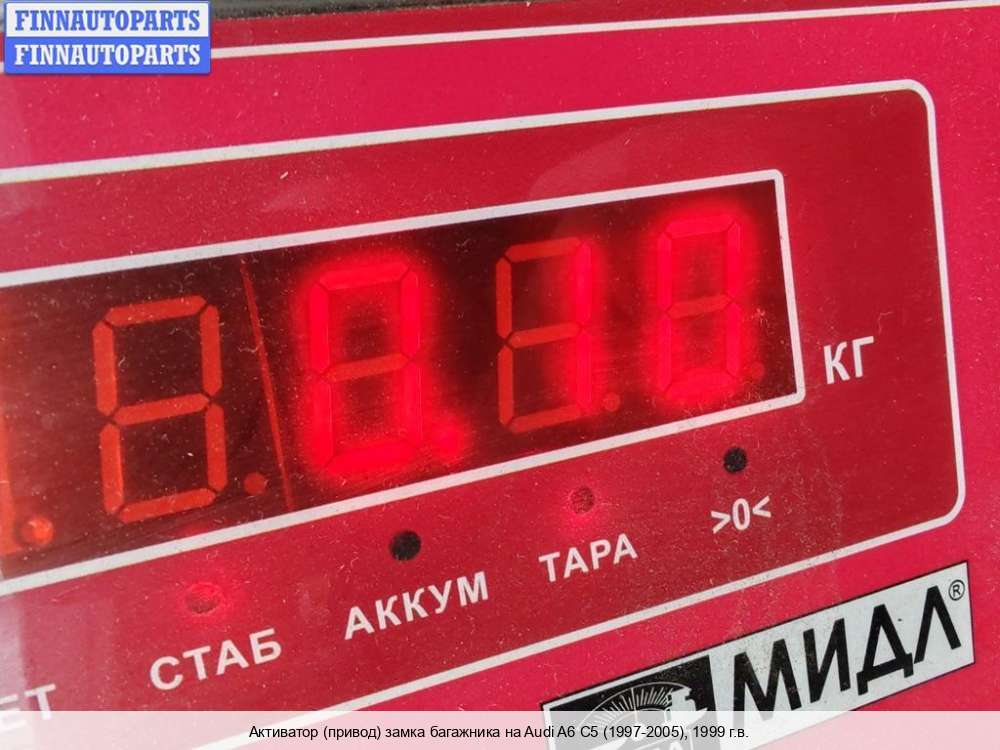 FINNAUTOPARTS
FINNAUTOPARTS
0.10
КГ
>0<
ТАРА
АККУМ
СТАБ
МИДЛ®
Активатор (привод) замка багажника на Audi A6 C5 (1997-2005), 1999 г.в.